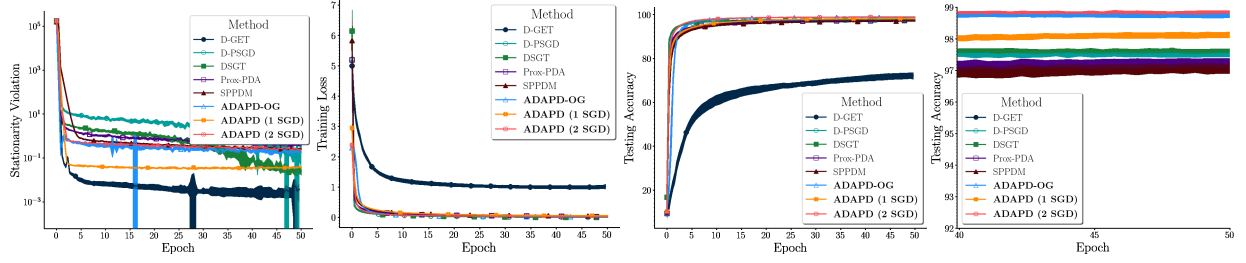 Stationarity Violation
10⁵
10³
10¹
10⁻¹
10⁻³
0 5 10 15 20 25 30 35 40 45 50
Epoch
Method
D-GET
D-PSGD
DSGT
Prox-PDA
SPPDM
ADAPD-OG
ADAPD (1 SGD)
ADAPD (2 SGD)
Training Loss
7
6
5
4
3
2
1
0
0 5 10 15 20 25 30 35 40 45 50
Epoch
Method
D-GET
D-PSGD
DSGT
Prox-PDA
SPPDM
ADAPD-OG
ADAPD (1 SGD)
ADAPD (2 SGD)
Testing Accuracy
100
80
60
40
20
0 5 10 15 20 25 30 35 40 45 50
Epoch
Method
D-GET
D-PSGD
DSGT
Prox-PDA
SPPDM
ADAPD-OG
ADAPD (1 SGD)
ADAPD (2 SGD)
Testing Accuracy
99
98
97
96
95
94
93
92
40 45 50
Epoch
Method
D-GET
D-PSGD
DSGT
Prox-PDA
SPPDM
ADAPD-OG
ADAPD (1 SGD)
ADAPD (2 SGD)